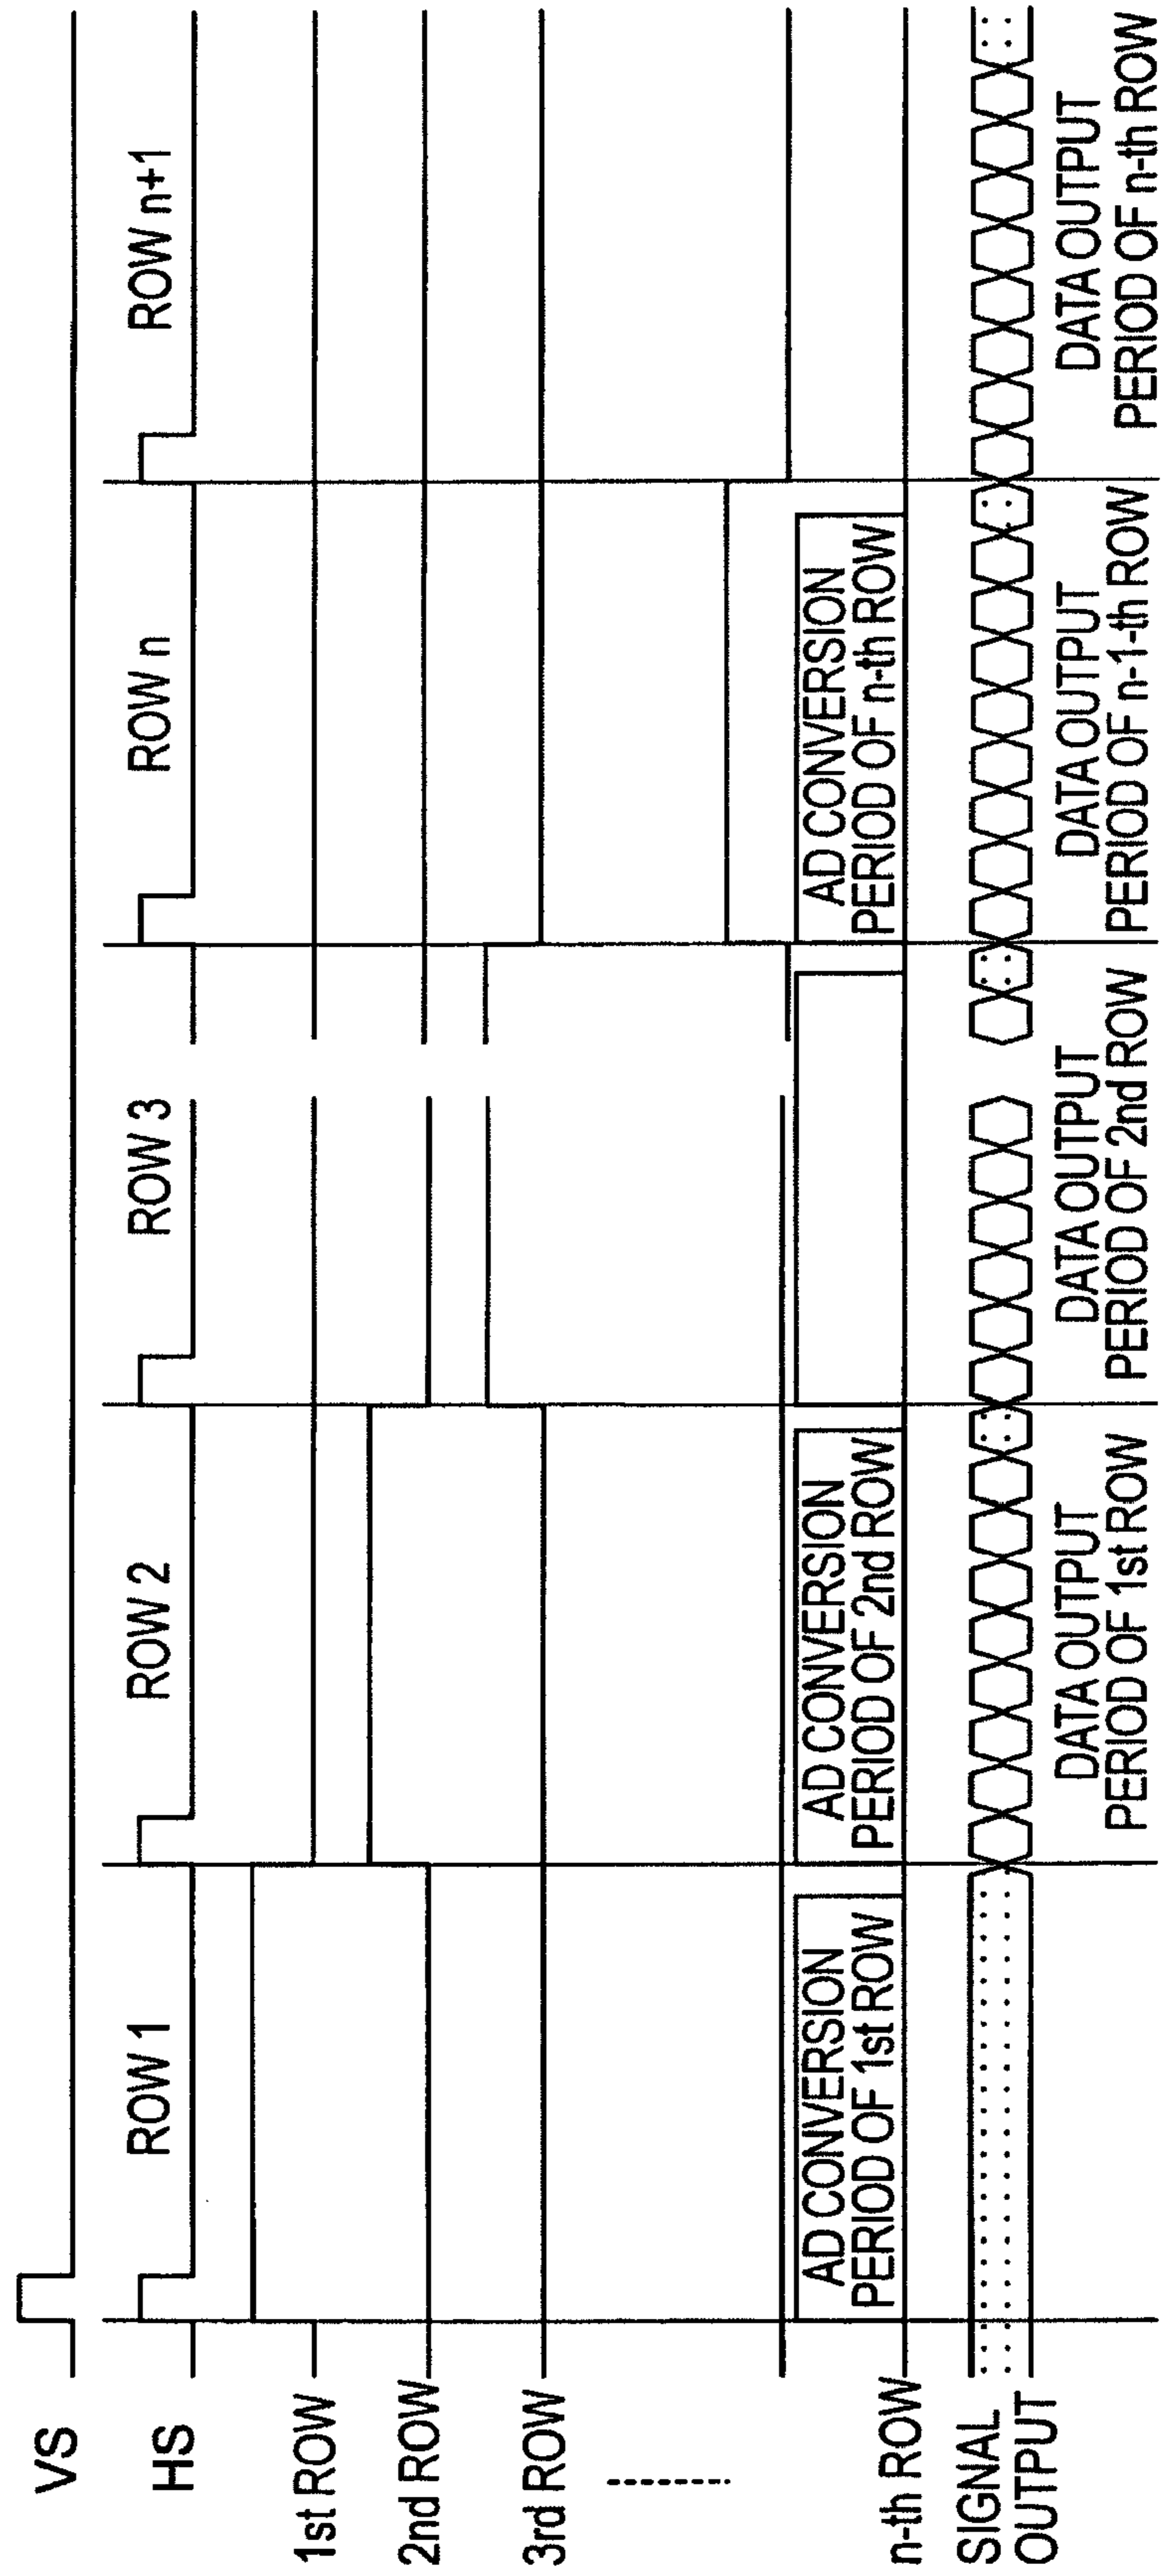 VS
HS
ROW 1
ROW 2
ROW 3
ROW n
ROW n+1
1st ROW
2nd ROW
3rd ROW
n-th ROW
AD CONVERSION
PERIOD OF 1st ROW
AD CONVERSION
PERIOD OF 2nd ROW
AD CONVERSION
PERIOD OF n-th ROW
SIGNAL
OUTPUT
DATA OUTPUT
PERIOD OF 1st ROW
DATA OUTPUT
PERIOD OF 2nd ROW
DATA OUTPUT
PERIOD OF n-1-th ROW
DATA OUTPUT
PERIOD OF n-th ROW